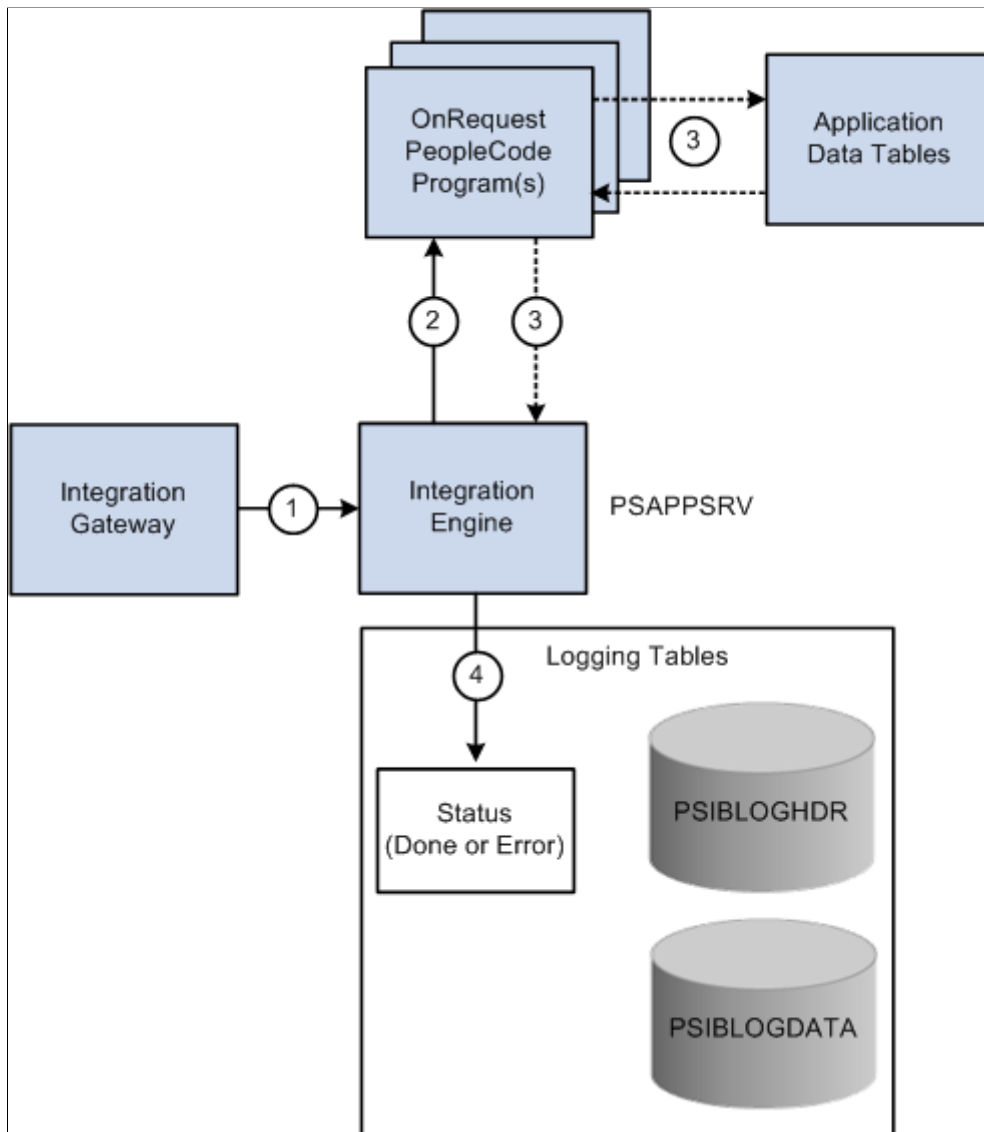 OnRequest
PeopleCode
Program(s)
3
Application
Data Tables
2
3
Integration
Gateway
1
Integration
Engine
PSAPPSRV
4
Logging Tables
Status
(Done or Error)
PSIBLOGHDR
PSIBLOGDATA